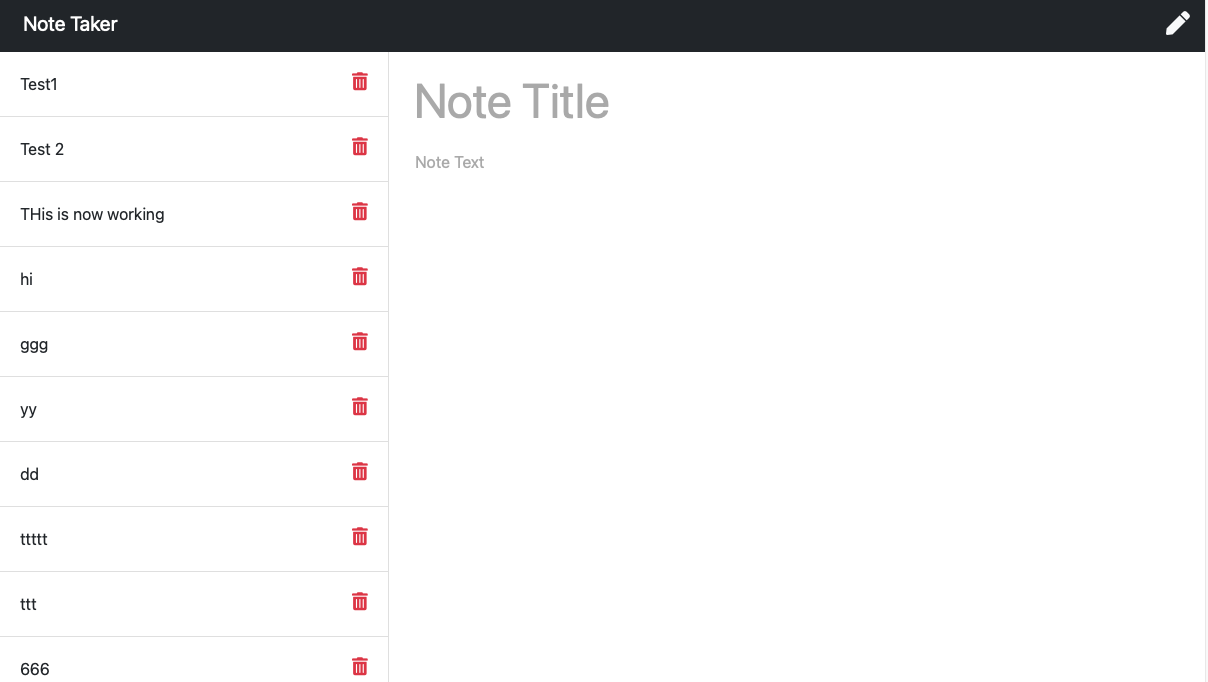 Note Taker
Test1
Test 2
THis is now working
hi
ggg
yy
dd
ttttt
ttt
666
Note Title
Note Text